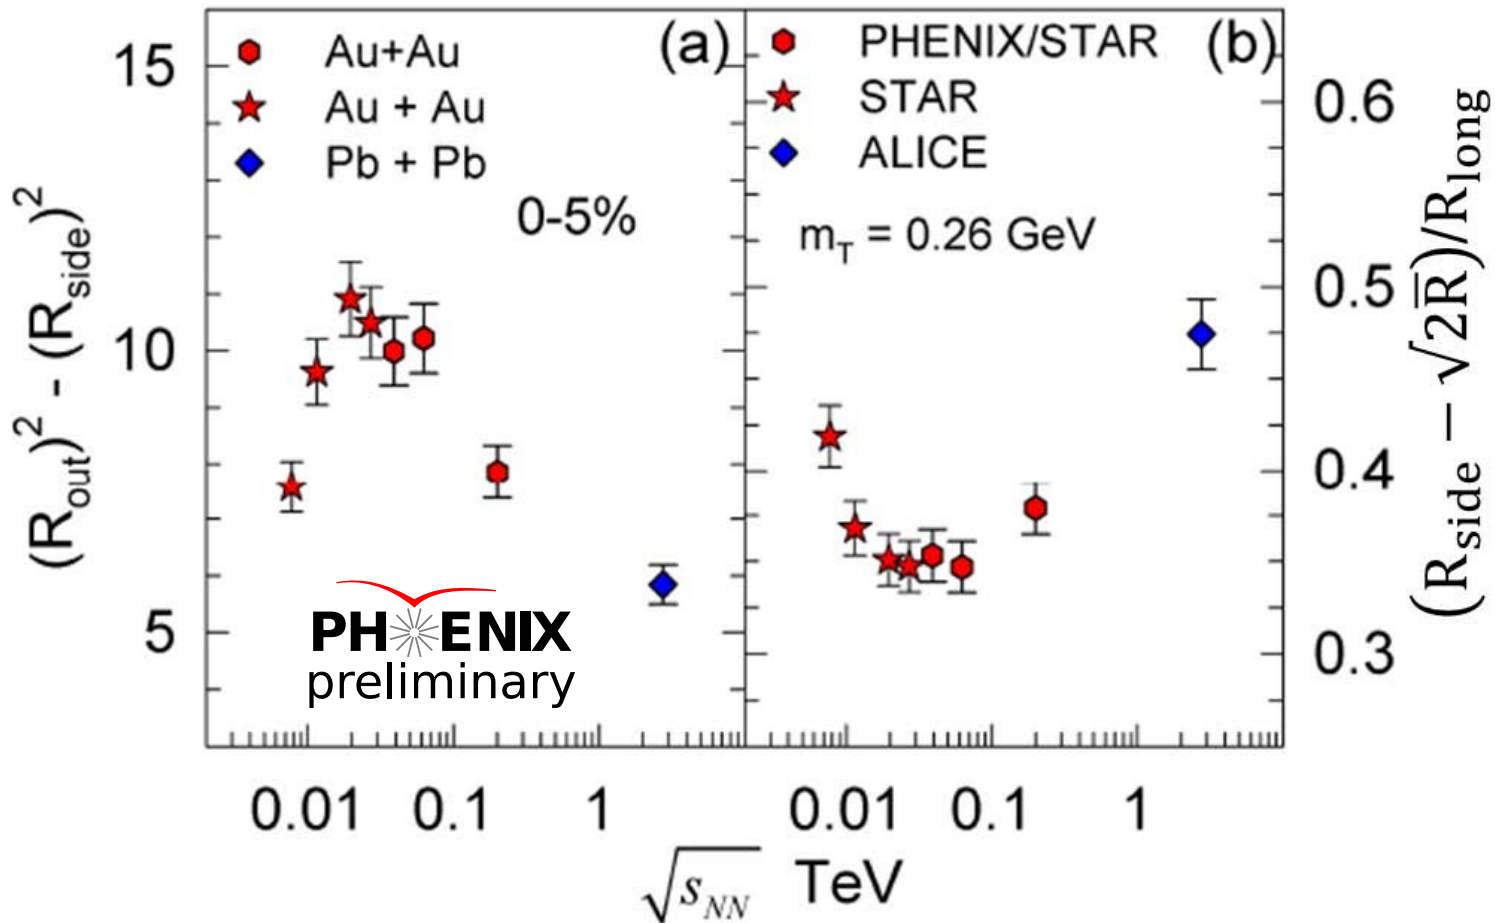 (R_out)^2 - (R_side)^2
15
10
5
Au+Au
Au + Au
Pb + Pb
(a)
0-5%
PHENIX
preliminary
0.01 0.1 1
PHENIX/STAR
STAR
ALICE
(b)
m_T = 0.26 GeV
0.01 0.1 1
0.6
0.5
0.4
0.3
(R_side − √2R̅)/R_long
√s_NN TeV